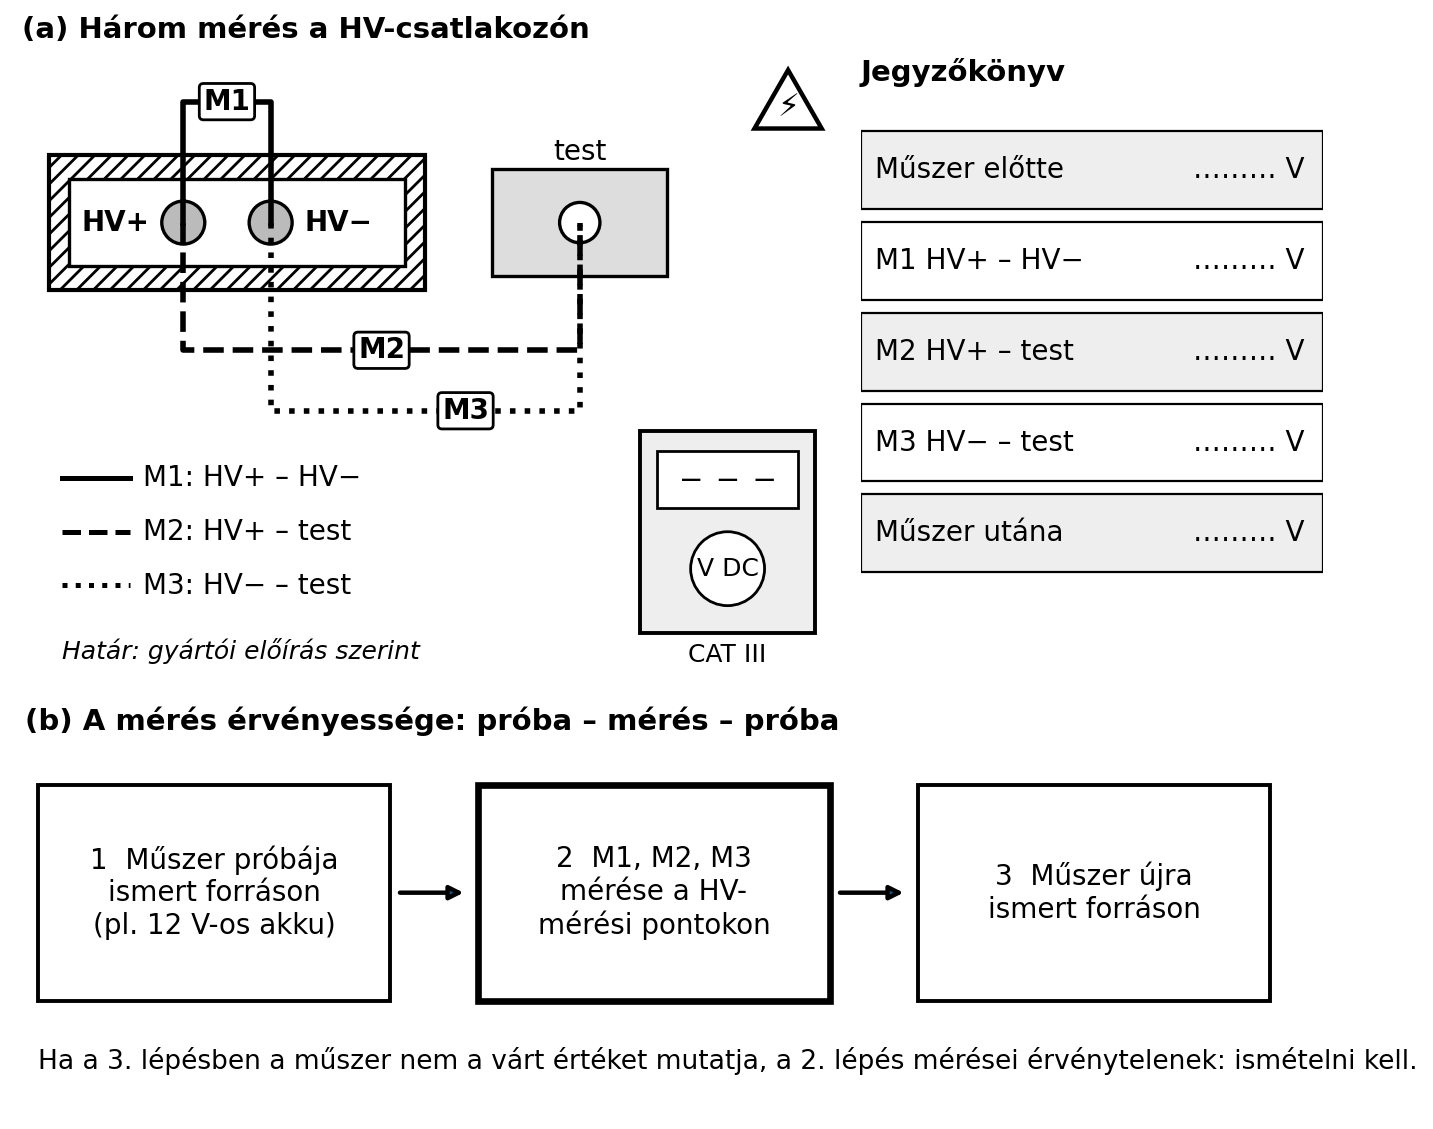 (a) Három mérés a HV-csatlakozón
M1
HV+
HV−
test
M2
M3
M1: HV+ – HV−
M2: HV+ – test
M3: HV− – test
Határ: gyártói előírás szerint
⚡
– – –
V DC
CAT III
Jegyzőkönyv
Műszer előtte ......... V
M1 HV+ – HV− ......... V
M2 HV+ – test ......... V
M3 HV− – test ......... V
Műszer utána ......... V
(b) A mérés érvényessége: próba – mérés – próba
1 Műszer próbája
ismert forráson
(pl. 12 V-os akku)
2 M1, M2, M3
mérése a HV-
mérési pontokon
3 Műszer újra
ismert forráson
Ha a 3. lépésben a műszer nem a várt értéket mutatja, a 2. lépés mérései érvénytelenek: ismételni kell.